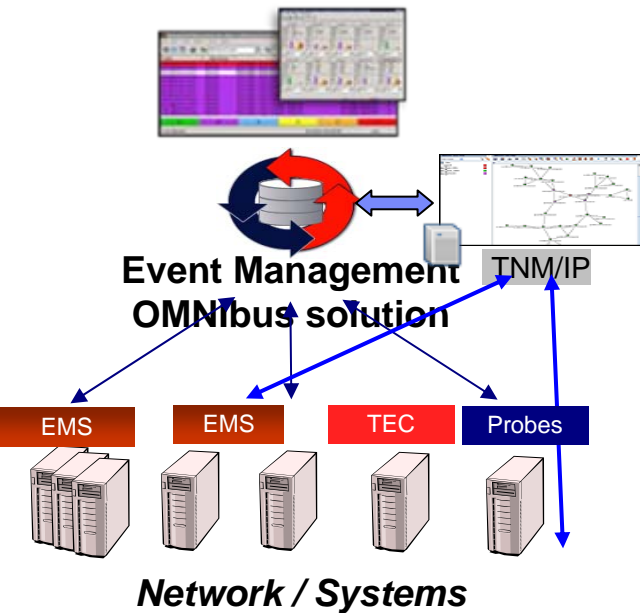 Event Management
OMNIbus solution
TNM/IP
EMS
EMS
TEC
Probes
Network / Systems